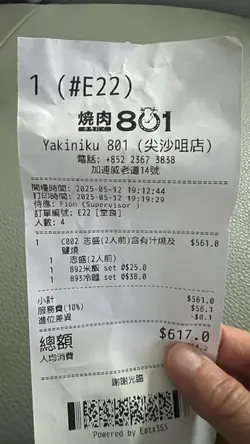 1 (#E22)
燒肉801
Yakiniku 801 (尖沙咀店)
電話: +852 2367 3838
加連威老道14號
開檯時間: 2025-05-12 19:12:44
打印時間: 2025-05-12 19:19:29
侍應: Fion (Supervisor )
訂單編號: E22 [堂食]
人數: 4
1 C002 志盛(2人前)含有汁燒及 $561.0
鹽燒
1 志盛(2人前)
1 892米飯 set @$25.0
1 893冷麵 set @$38.0
小計 $561.0
服務費(10%) $56.1
進位差異 -$0.1
總額 $617.0
人均消費
謝謝光臨
Powered by Eats365